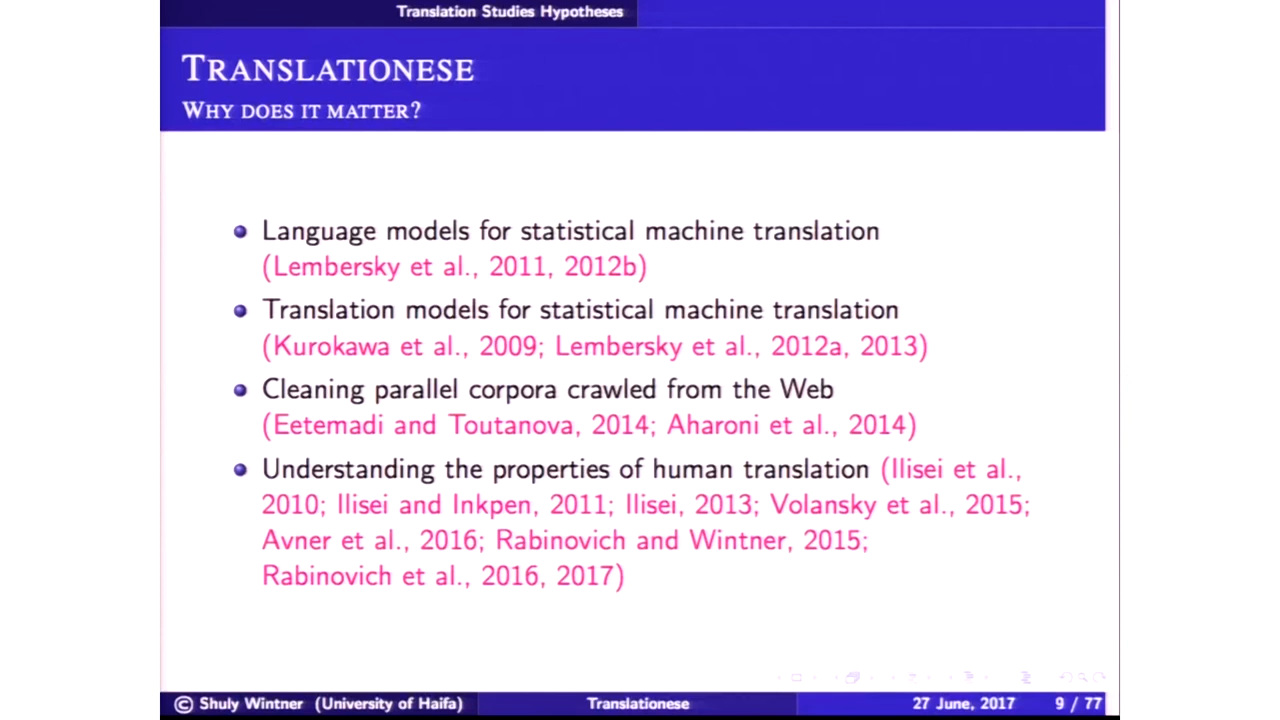 Translation Studies Hypotheses
TRANSLATIONESE
WHY DOES IT MATTER?
Language models for statistical machine translation
(Lembersky et al., 2011, 2012b)
Translation models for statistical machine translation
(Kurokawa et al., 2009; Lembersky et al., 2012a, 2013)
Cleaning parallel corpora crawled from the Web
(Eetemadi and Toutanova, 2014; Aharoni et al., 2014)
Understanding the properties of human translation (Ilisei et al.,
2010; Ilisei and Inkpen, 2011; Ilisei, 2013; Volansky et al., 2015;
Avner et al., 2016; Rabinovich and Wintner, 2015;
Rabinovich et al., 2016, 2017)
© Shuly Wintner (University of Haifa) Translationese 27 June, 2017 9 / 77